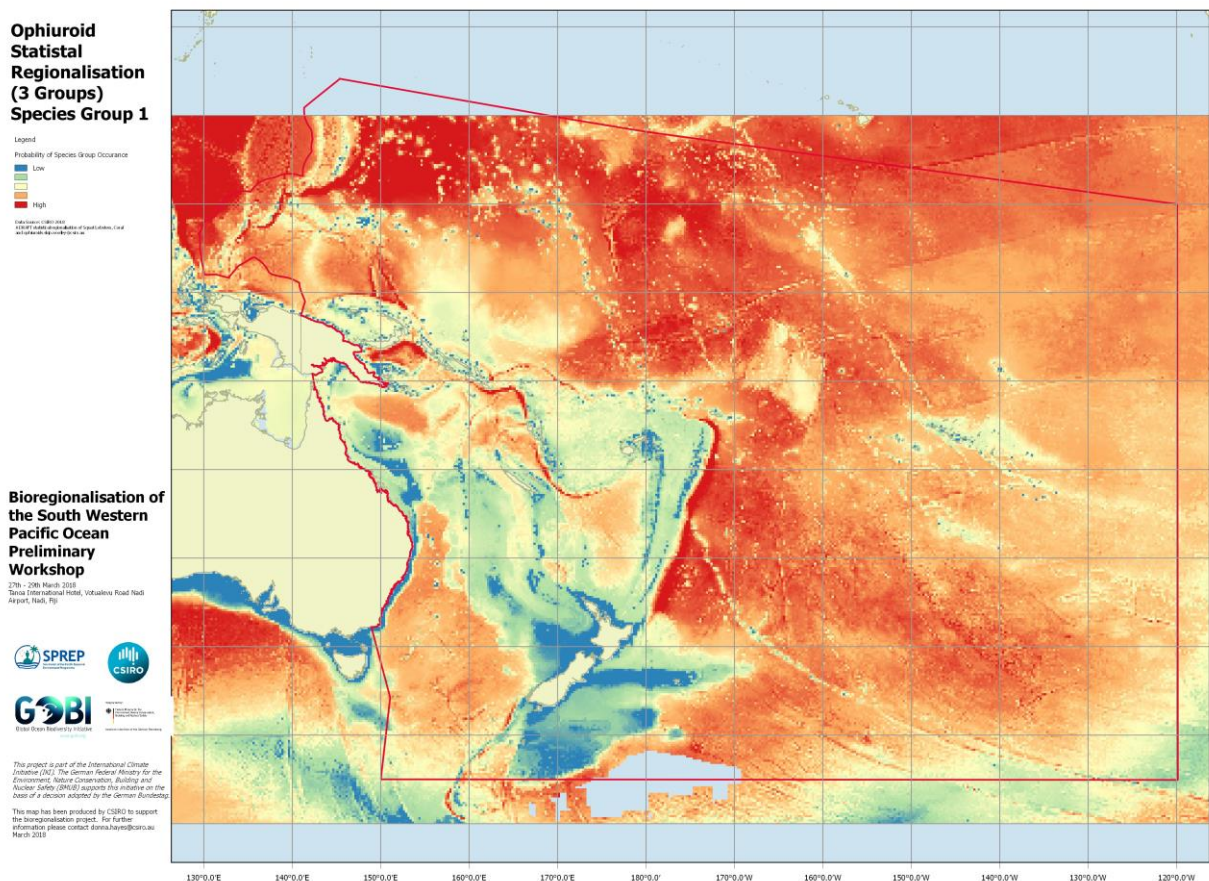 Ophiuroid
Statistal
Regionalisation
(3 Groups)
Species Group 1
Legend
Probability of Species Group Occurance
Low
High
Data Source: CSIRO 2018
Bioregionalisation of
the South Western
Pacific Ocean
Preliminary
Workshop
27th - 29th March 2018
Tanoa International Hotel, Votualevu Road Nadi
Airport, Nadi, Fiji
SPREP
CSIRO
GOBI
Global Ocean Biodiversity Initiative
This project is part of the International Climate
Initiative (IKI). The German Federal Ministry for the
Environment, Nature Conservation, Building and
Nuclear Safety (BMUB) supports this initiative on the
basis of a decision adopted by the German Bundestag.
This map has been produced by CSIRO to support
the bioregionalisation project. For further
information please contact donna.hayes@csiro.au
March 2018
130°0.0'E 140°0.0'E 150°0.0'E 160°0.0'E 170°0.0'E 180°0.0' 170°0.0'W 160°0.0'W 150°0.0'W 140°0.0'W 130°0.0'W 120°0.0'W